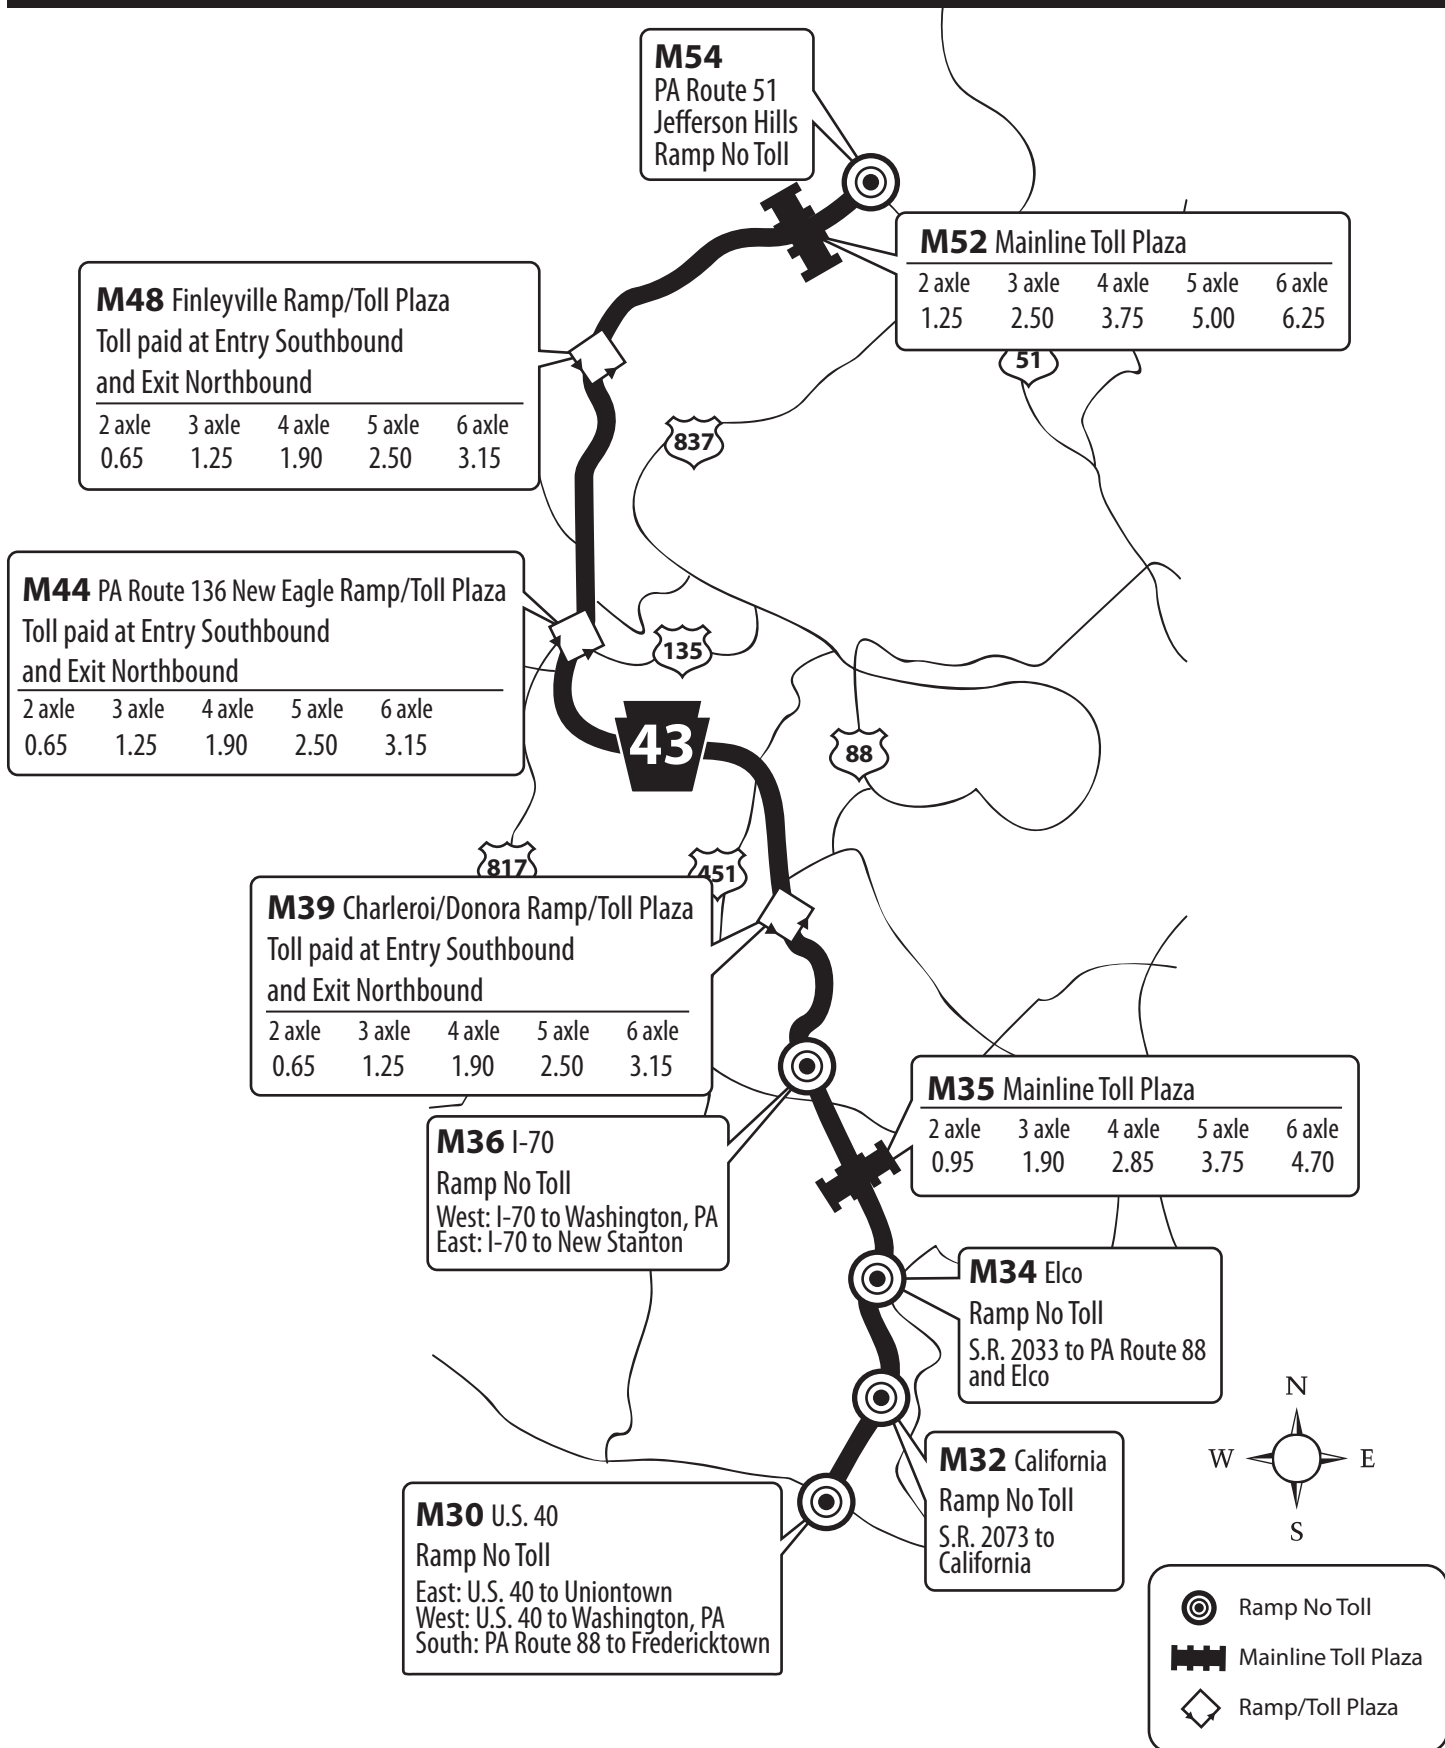 M54
PA Route 51
Jefferson Hills
Ramp No Toll
M52 Mainline Toll Plaza
2 axle 3 axle 4 axle 5 axle 6 axle
1.25 2.50 3.75 5.00 6.25
51
M48 Finleyville Ramp/Toll Plaza
Toll paid at Entry Southbound
and Exit Northbound
2 axle 3 axle 4 axle 5 axle 6 axle
0.65 1.25 1.90 2.50 3.15
837
M44 PA Route 136 New Eagle Ramp/Toll Plaza
Toll paid at Entry Southbound
and Exit Northbound
2 axle 3 axle 4 axle 5 axle 6 axle
0.65 1.25 1.90 2.50 3.15
135
43
88
817
451
M39 Charleroi/Donora Ramp/Toll Plaza
Toll paid at Entry Southbound
and Exit Northbound
2 axle 3 axle 4 axle 5 axle 6 axle
0.65 1.25 1.90 2.50 3.15
M36 I-70
Ramp No Toll
West: I-70 to Washington, PA
East: I-70 to New Stanton
M35 Mainline Toll Plaza
2 axle 3 axle 4 axle 5 axle 6 axle
0.95 1.90 2.85 3.75 4.70
M34 Elco
Ramp No Toll
S.R. 2033 to PA Route 88
and Elco
M32 California
Ramp No Toll
S.R. 2073 to
California
M30 U.S. 40
Ramp No Toll
East: U.S. 40 to Uniontown
West: U.S. 40 to Washington, PA
South: PA Route 88 to Fredericktown
N
W E
S
Ramp No Toll
Mainline Toll Plaza
Ramp/Toll Plaza